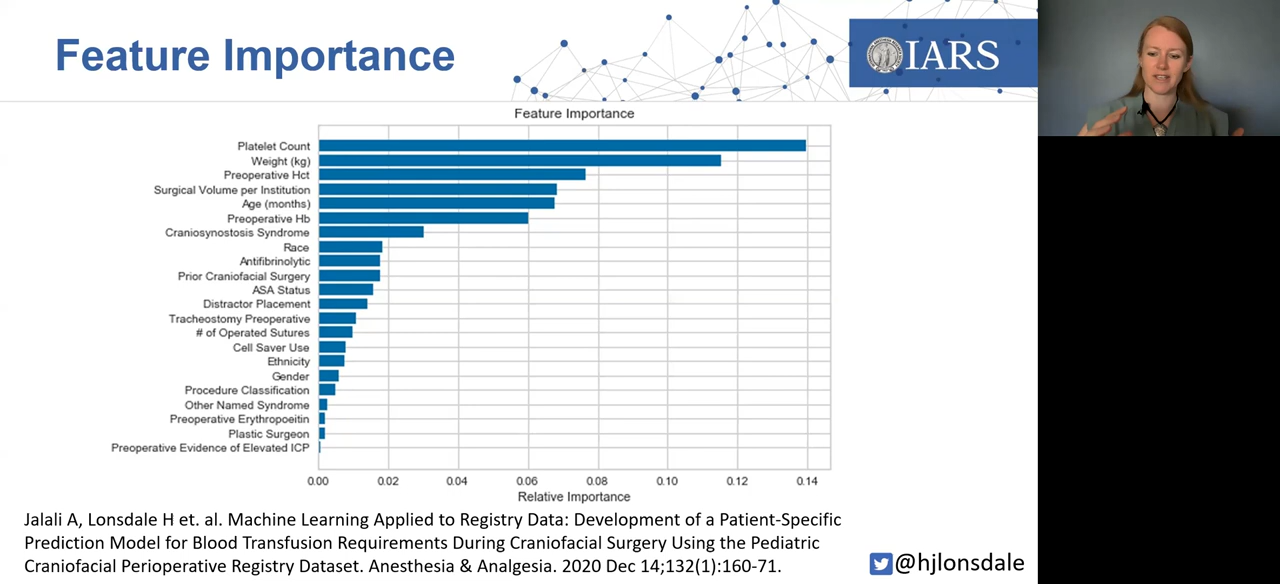 Feature Importance
IARS
Feature Importance
Platelet Count
Weight (kg)
Preoperative Hct
Surgical Volume per Institution
Age (months)
Preoperative Hb
Craniosynostosis Syndrome
Race
Antifibrinolytic
Prior Craniofacial Surgery
ASA Status
Distractor Placement
Tracheostomy Preoperative
# of Operated Sutures
Cell Saver Use
Ethnicity
Gender
Procedure Classification
Other Named Syndrome
Preoperative Erythropoeitin
Plastic Surgeon
Preoperative Evidence of Elevated ICP
0.00 0.02 0.04 0.06 0.08 0.10 0.12 0.14
Relative Importance
Jalali A, Lonsdale H et. al. Machine Learning Applied to Registry Data: Development of a Patient-Specific
Prediction Model for Blood Transfusion Requirements During Craniofacial Surgery Using the Pediatric
Craniofacial Perioperative Registry Dataset. Anesthesia & Analgesia. 2020 Dec 14;132(1):160-71.
@hjlonsdale